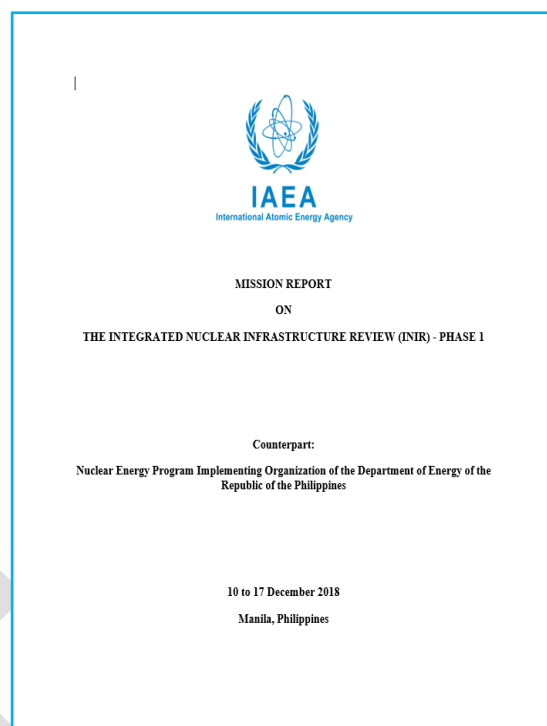 IAEA
International Atomic Energy Agency
MISSION REPORT
ON
THE INTEGRATED NUCLEAR INFRASTRUCTURE REVIEW (INIR) - PHASE 1
Counterpart:
Nuclear Energy Program Implementing Organization of the Department of Energy of the
Republic of the Philippines
10 to 17 December 2018
Manila, Philippines